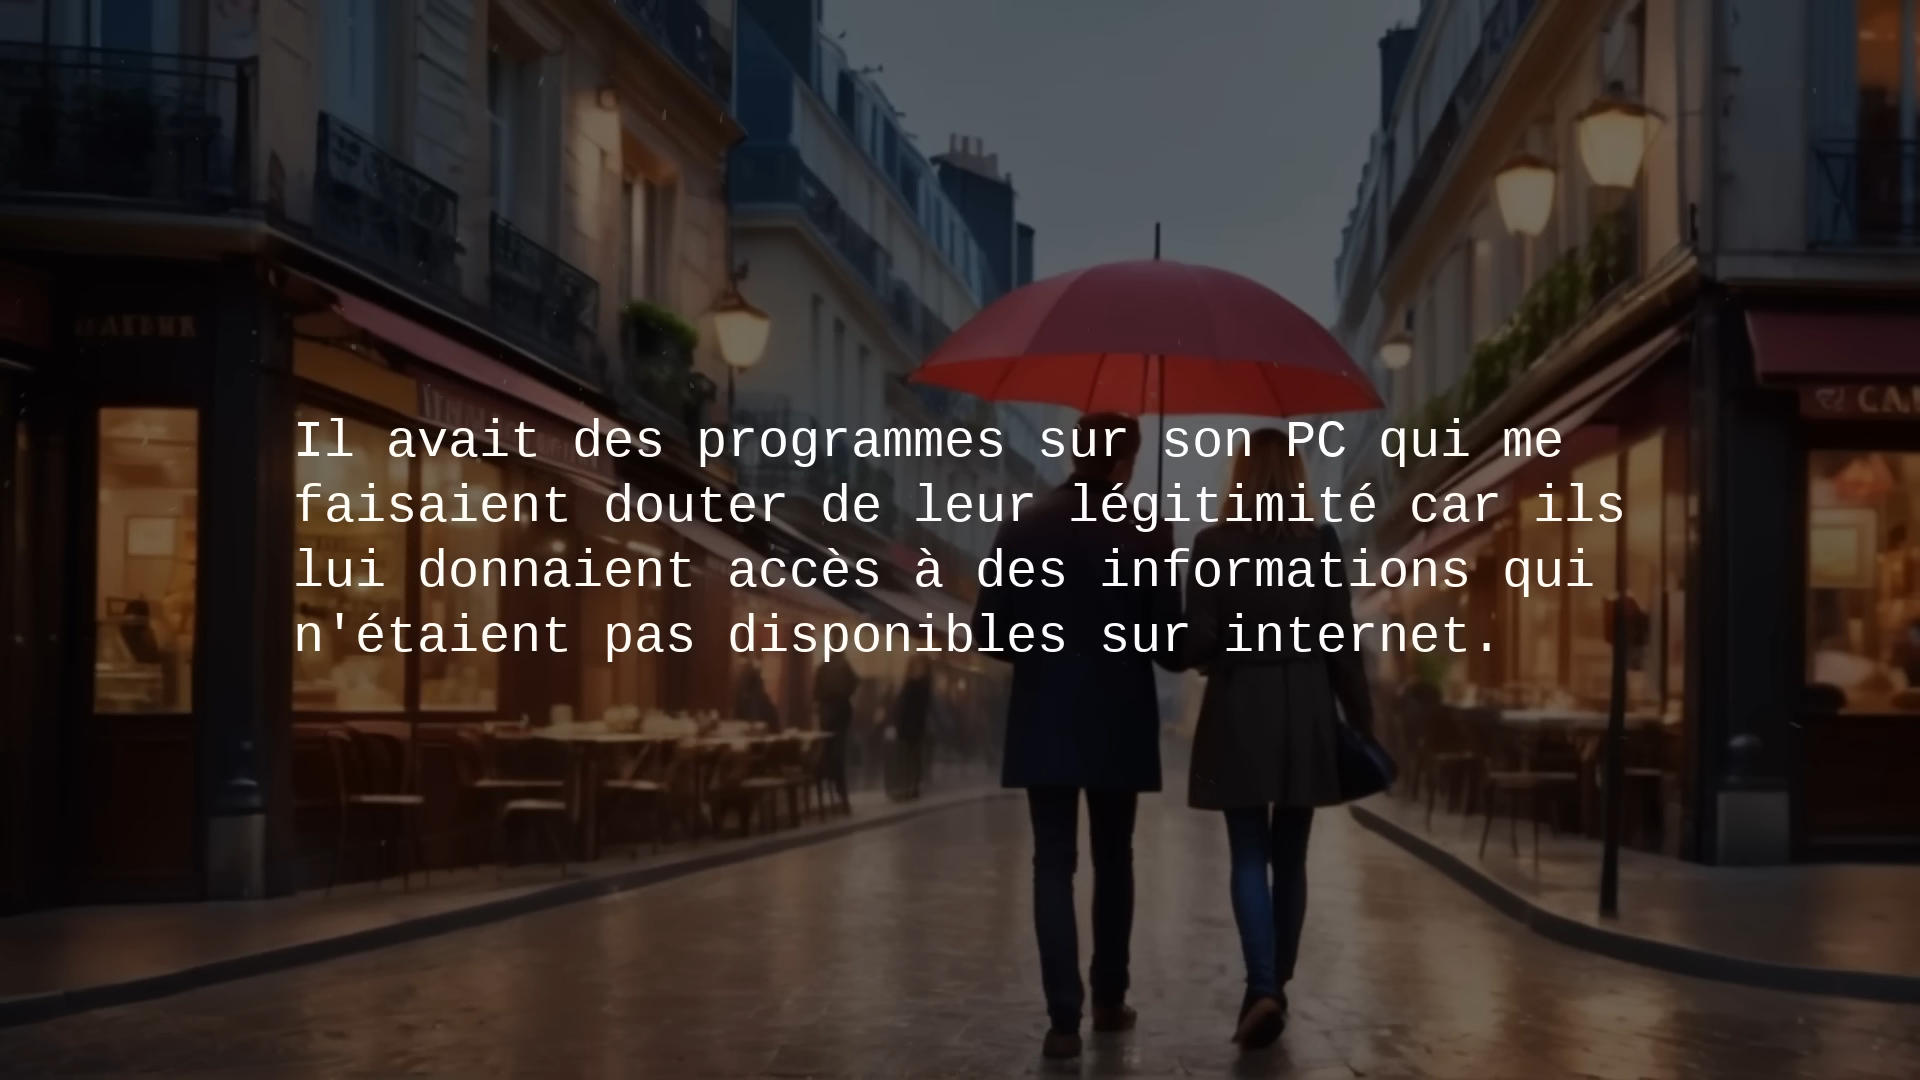 Il avait des programmes sur son PC qui me
faisaient douter de leur légitimité car ils
lui donnaient accès à des informations qui
n'étaient pas disponibles sur internet.